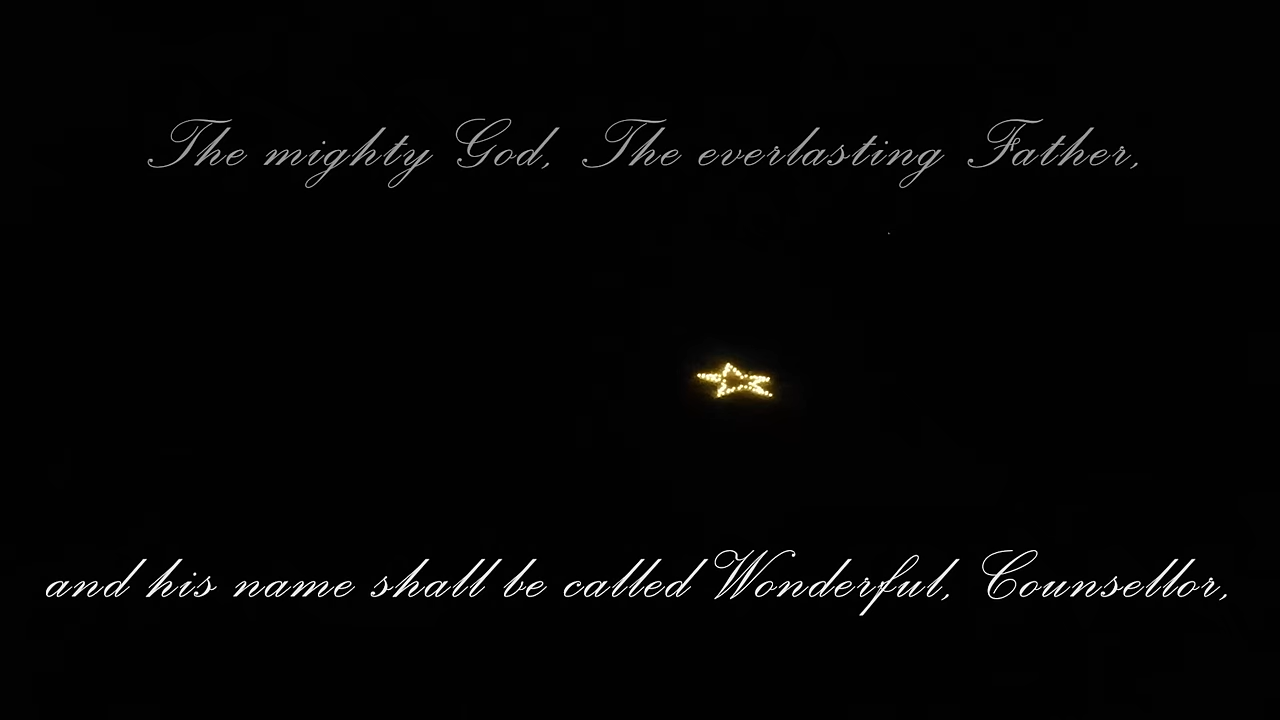 The mighty God, The everlasting Father,
and his name shall be called Wonderful, Counsellor,